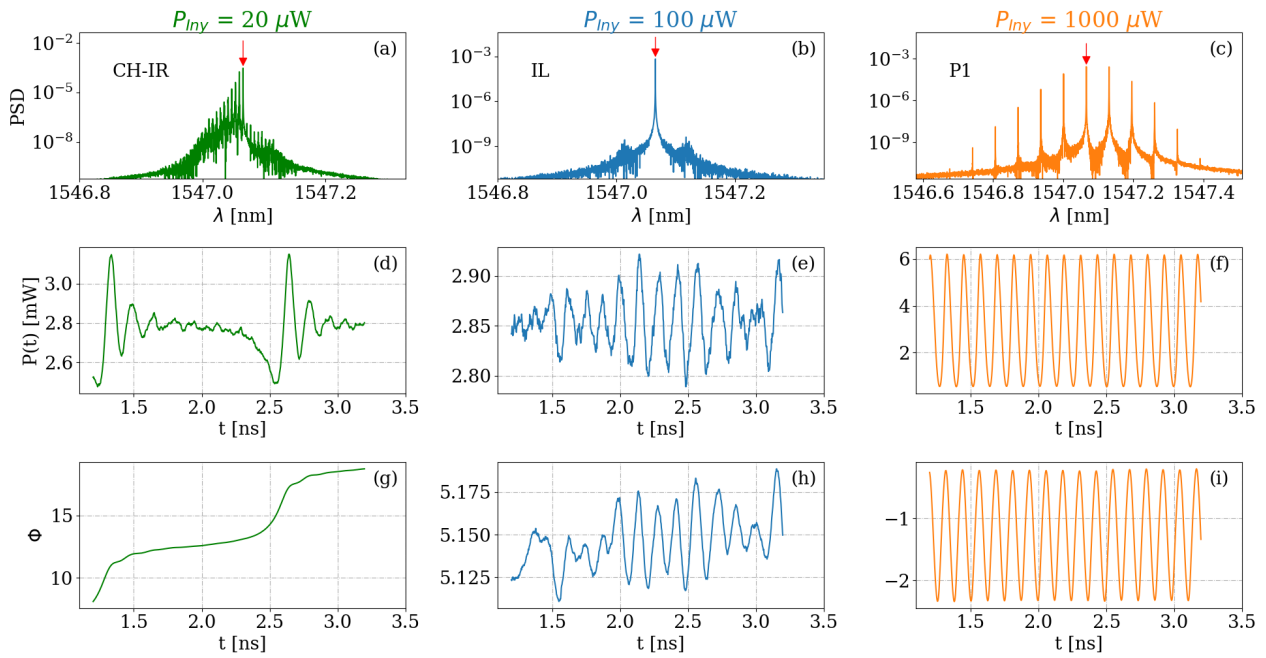 P_Iny = 20 μW
P_Iny = 100 μW
P_Iny = 1000 μW
10^−2
10^−5
10^−8
PSD
(a)
CH-IR
1546.8
1547.0
1547.2
λ [nm]
10^−3
10^−6
10^−9
(b)
IL
1546.8
1547.0
1547.2
λ [nm]
10^−3
10^−6
10^−9
(c)
P1
1546.6
1546.8
1547.0
1547.2
1547.4
λ [nm]
P(t) [mW]
3.0
2.8
2.6
(d)
1.5
2.0
2.5
3.0
3.5
t [ns]
2.90
2.85
2.80
(e)
1.5
2.0
2.5
3.0
3.5
t [ns]
6
4
2
(f)
1.5
2.0
2.5
3.0
3.5
t [ns]
Φ
15
10
(g)
1.5
2.0
2.5
3.0
3.5
t [ns]
5.175
5.150
5.125
(h)
1.5
2.0
2.5
3.0
3.5
t [ns]
−1
−2
(i)
1.5
2.0
2.5
3.0
3.5
t [ns]